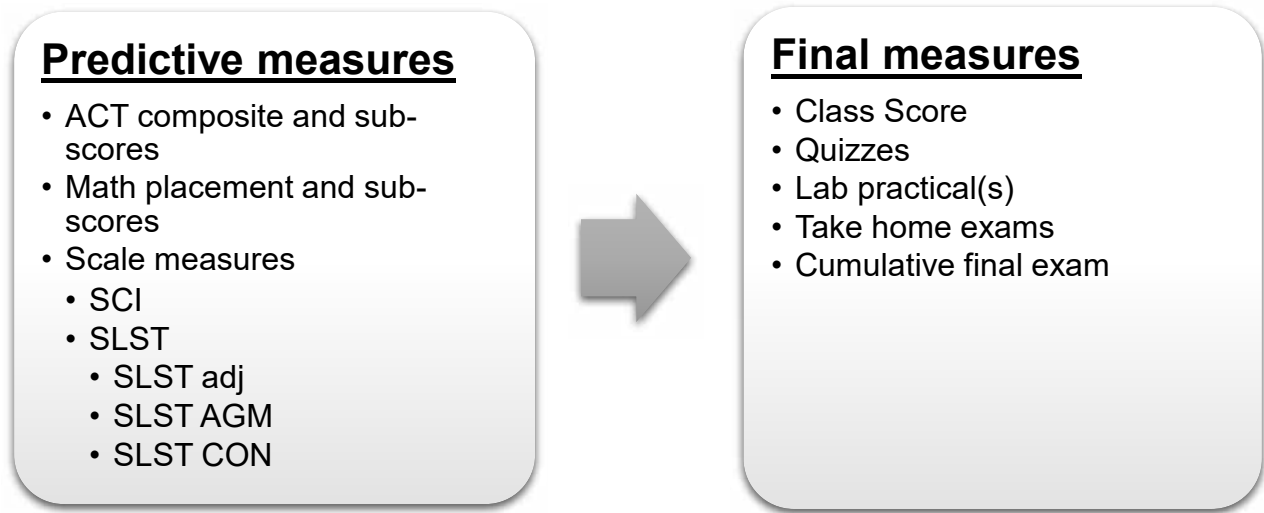 Predictive measures
• ACT composite and sub-
scores
• Math placement and sub-
scores
• Scale measures
• SCI
• SLST
• SLST adj
• SLST AGM
• SLST CON
Final measures
• Class Score
• Quizzes
• Lab practical(s)
• Take home exams
• Cumulative final exam